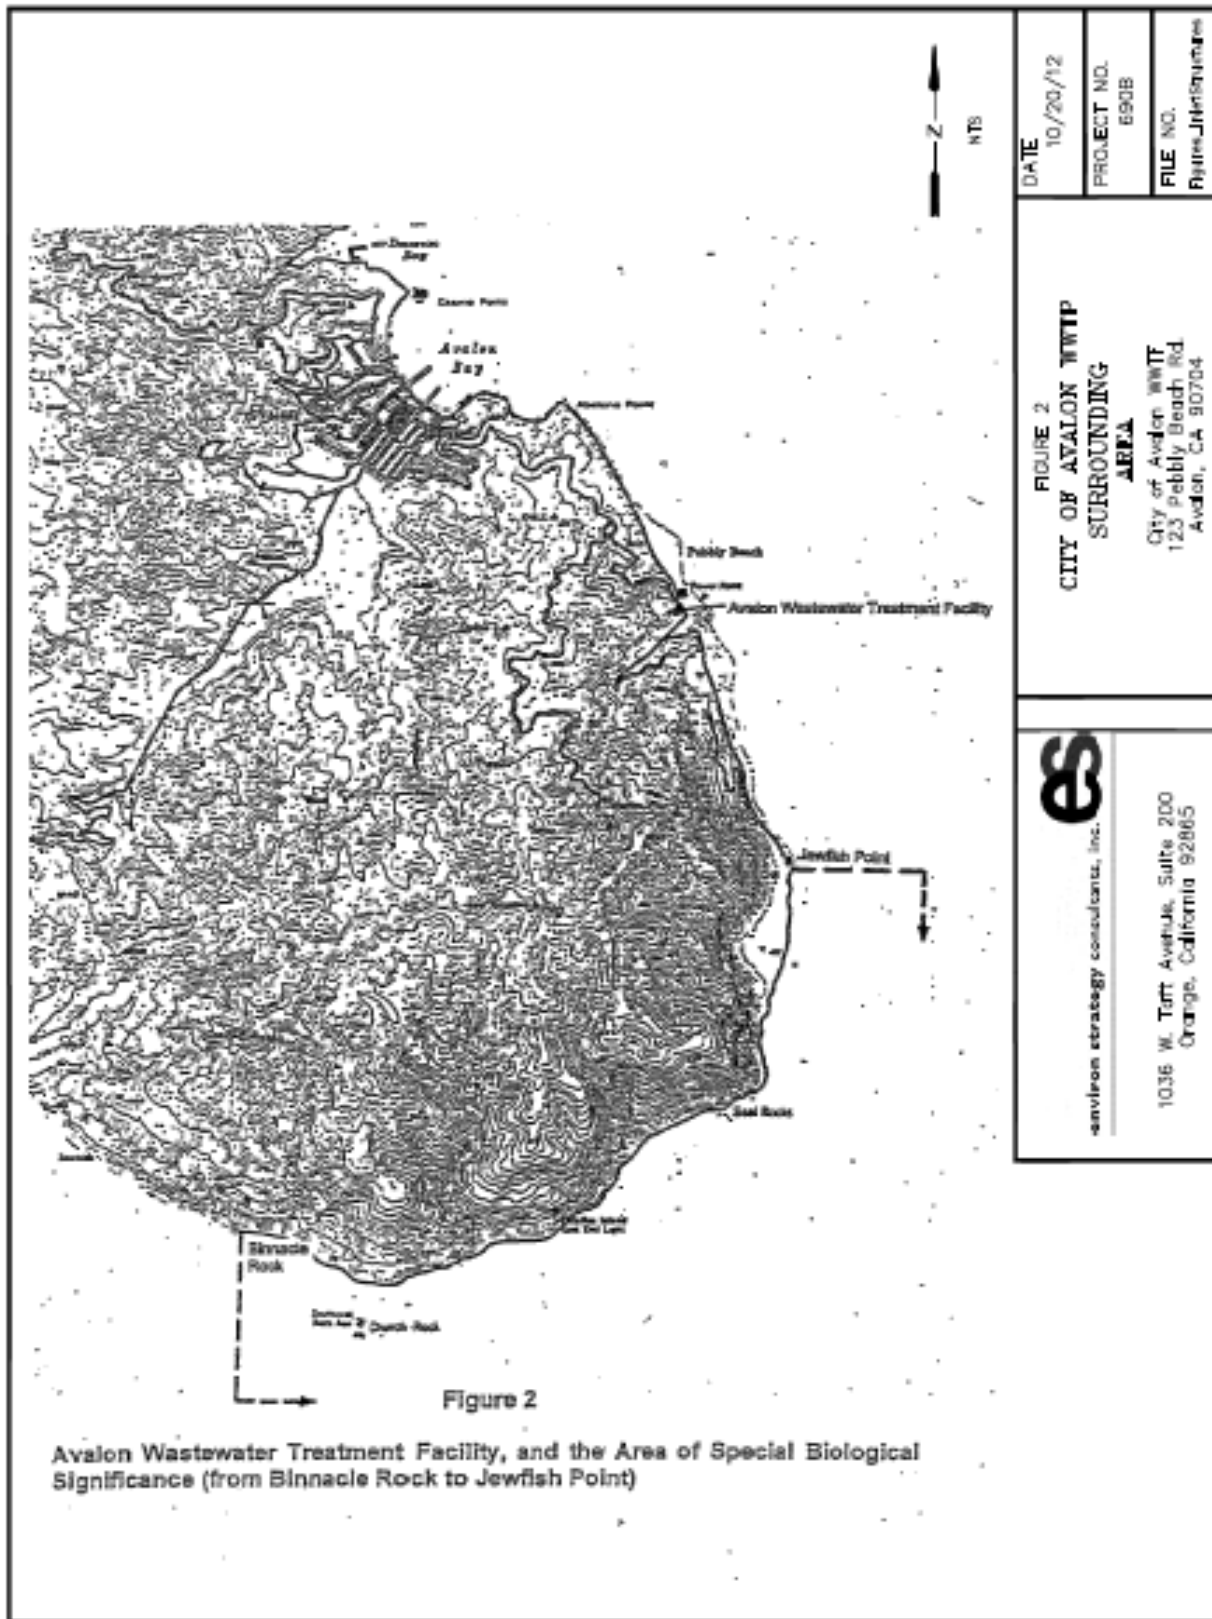 Avalon
Bay
Pebbly Beach
Avalon Wastewater Treatment Facility
Jewfish Point
Seal Rocks
Binnacle
Rock
Church Rock
Figure 2
Avalon Wastewater Treatment Facility, and the Area of Special Biological
Significance (from Binnacle Rock to Jewfish Point)
N
NTS
DATE
10/20/12
PROJECT NO.
690B
FILE NO.
Figures_InletStructures
FIGURE 2
CITY OF AVALON WWTP
SURROUNDING
AREA
City of Avalon WWTF
123 Pebbly Beach Rd.
Avalon, CA 90704
es
environ strategy consultants, inc.
1036 W. Taft Avenue, Suite 200
Orange, California 92865